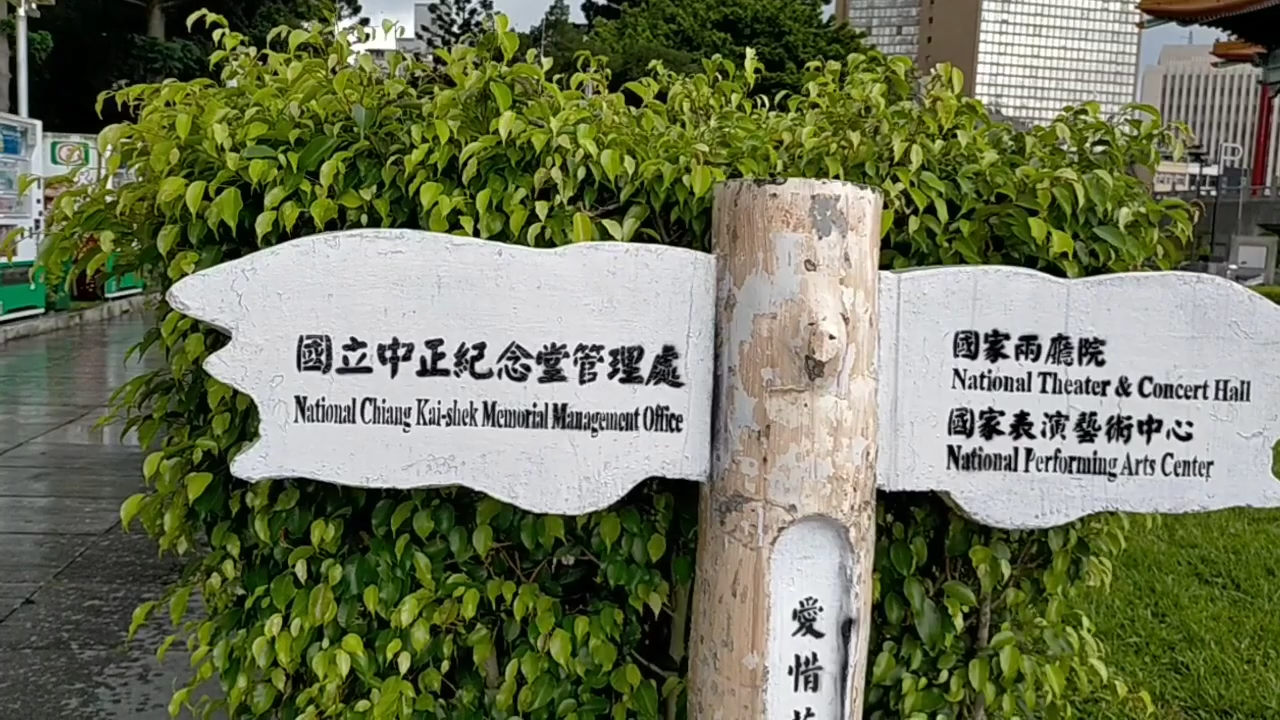 國立中正紀念堂管理處
National Chiang Kai-shek Memorial Management Office
國家兩廳院
National Theater & Concert Hall
國家表演藝術中心
National Performing Arts Center
愛惜